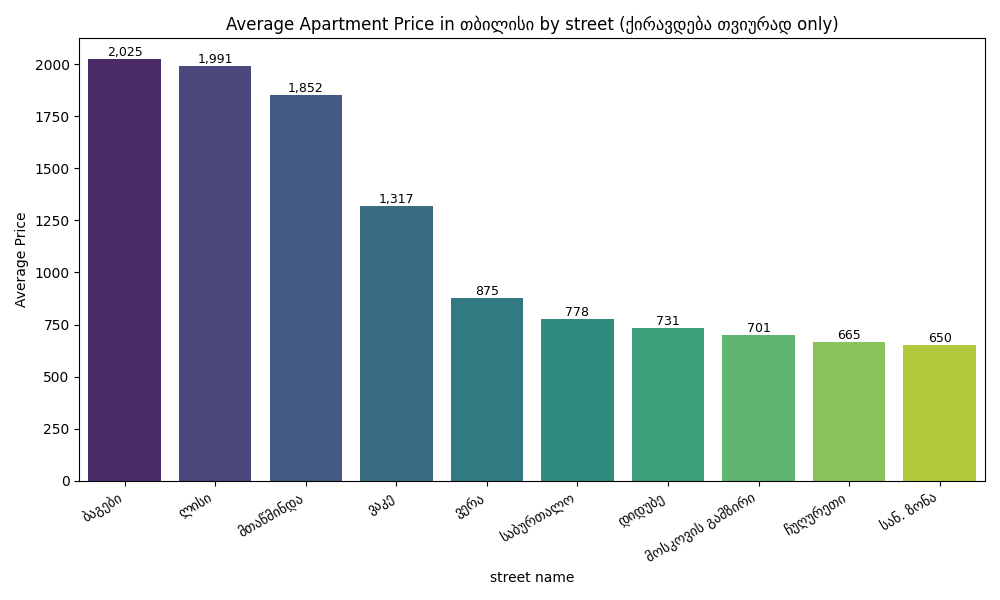 Average Apartment Price in თბილისი by street (ქირავდება თვიურად only)
2,025
1,991
1,852
1,317
875
778
731
701
665
650
Average Price
2000
1750
1500
1250
1000
750
500
250
0
ბაგები
ლისი
მთაწმინდა
ვაკე
ვერა
საბურთალო
დიდუბე
მოსკოვის გამზირი
ჩუღურეთი
სან. ზონა
street name